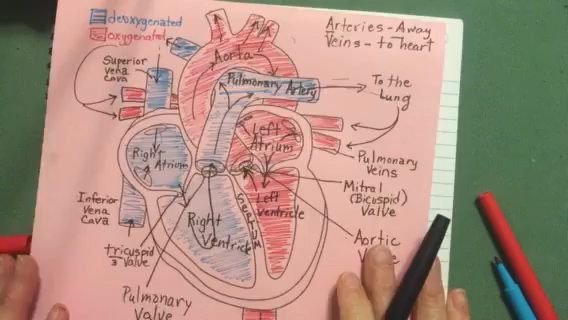 deoxygenated
oxygenated
Arteries - Away
Veins - to heart
Superior
vena
cava
Aorta
Pulmonary Artery
To the
Lung
Left
Atrium
Right
Atrium
Pulmonary
Veins
Mitral
(Bicuspid)
Valve
Inferior
Vena
Cava
Left
Ventricle
Septum
Right
Ventricle
Aortic
tricuspid
3 Valve
Pulmonary
Valve